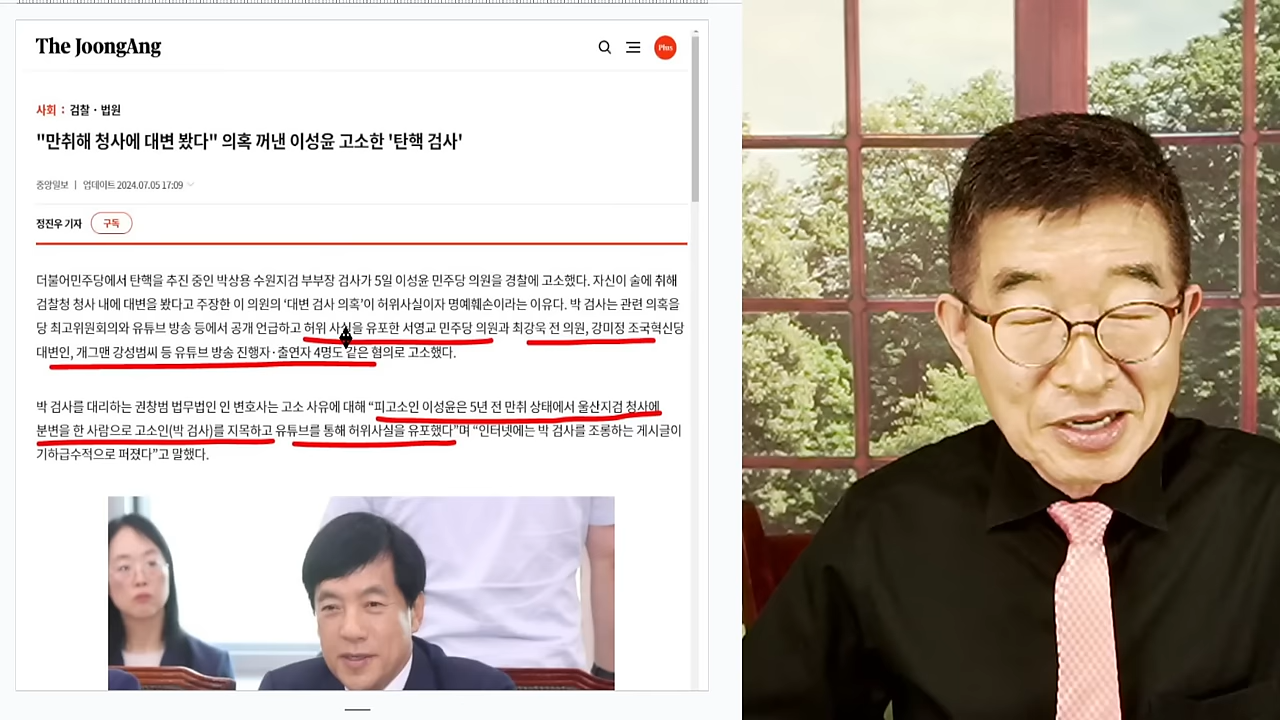 The JoongAng
Plus
사회 : 검찰·법원
"만취해 청사에 대변 봤다" 의혹 꺼낸 이성윤 고소한 '탄핵 검사'
중앙일보 | 업데이트 2024.07.05 17:09
정진우 기자 구독
더불어민주당에서 탄핵을 추진 중인 박상용 수원지검 부부장 검사가 5일 이성윤 민주당 의원을 경찰에 고소했다. 자신이 술에 취해
검찰청 청사 내에 대변을 봤다고 주장한 이 의원의 ‘대변 검사 의혹’이 허위사실이자 명예훼손이라는 이유다. 박 검사는 관련 의혹을
당 최고위원회의와 유튜브 방송 등에서 공개 언급하고 허위 사실을 유포한 서영교 민주당 의원과 최강욱 전 의원, 강미정 조국혁신당
대변인, 개그맨 강성범씨 등 유튜브 방송 진행자·출연자 4명도 같은 혐의로 고소했다.
박 검사를 대리하는 권창범 법무법인 인 변호사는 고소 사유에 대해 “피고소인 이성윤은 5년 전 만취 상태에서 울산지검 청사에
분변을 한 사람으로 고소인(박 검사)를 지목하고 유튜브를 통해 허위사실을 유포했다”며 “인터넷에는 박 검사를 조롱하는 게시글이
기하급수적으로 퍼졌다”고 말했다.